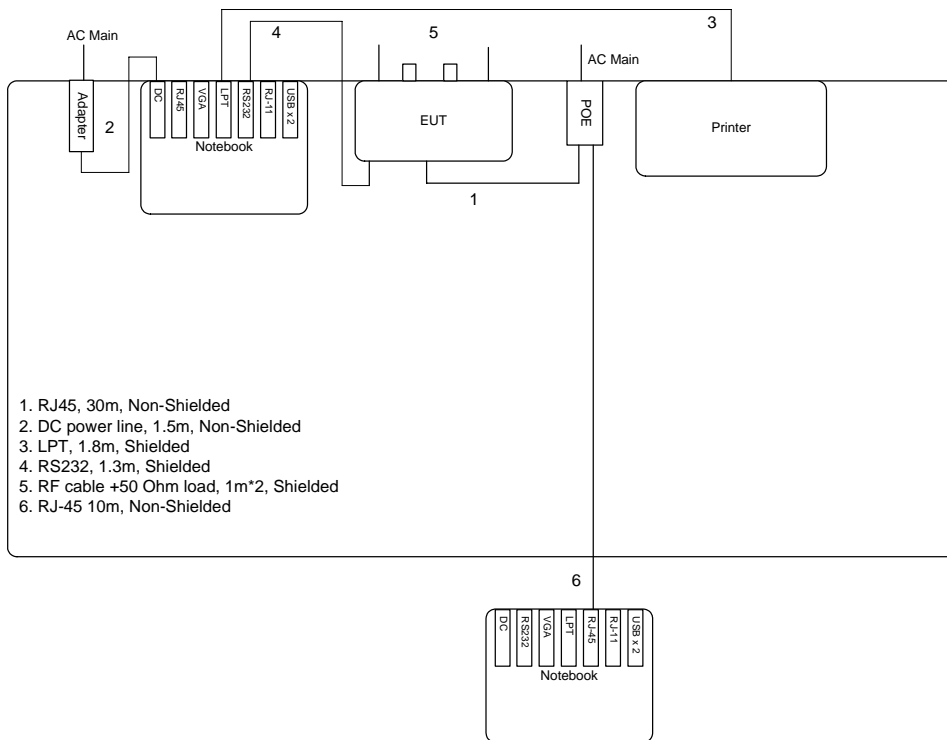 4
5
3
AC Main
AC Main
Adapter
2
DC
RJ45
VGA
LPT
RS232
RJ-11
USB x 2
Notebook
EUT
POE
Printer
1
1. RJ45, 30m, Non-Shielded
2. DC power line, 1.5m, Non-Shielded
3. LPT, 1.8m, Shielded
4. RS232, 1.3m, Shielded
5. RF cable +50 Ohm load, 1m*2, Shielded
6. RJ-45 10m, Non-Shielded
6
DC
RS232
VGA
LPT
RJ-45
RJ-11
USB x 2
Notebook